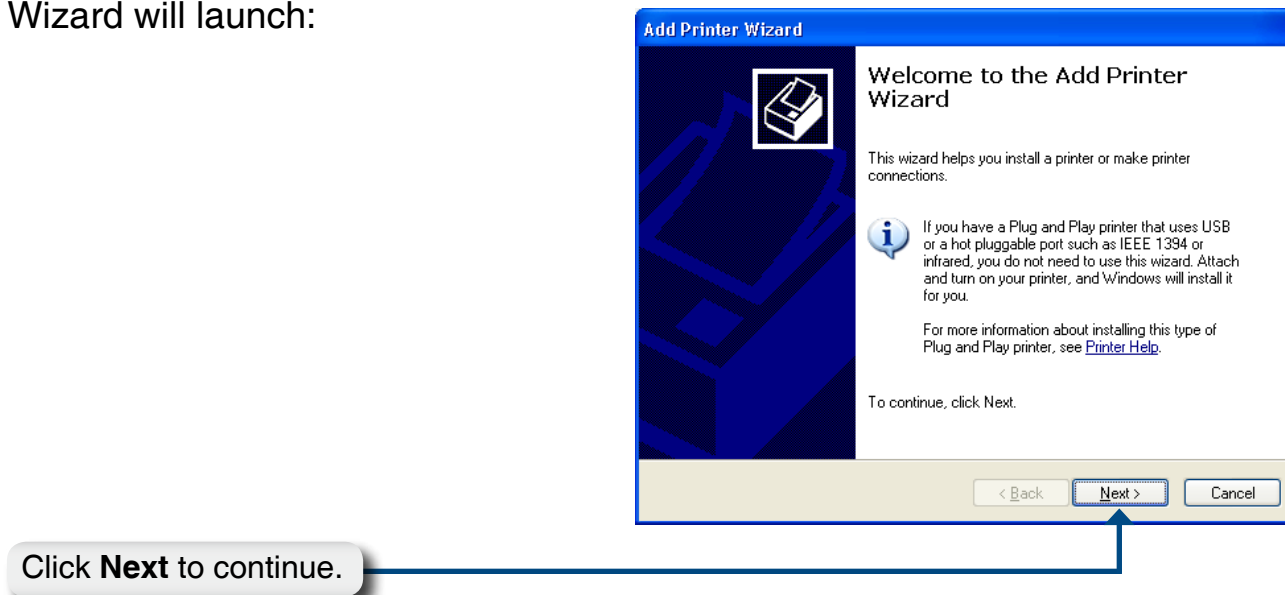 Wizard will launch:
Add Printer Wizard
Welcome to the Add Printer
Wizard
This wizard helps you install a printer or make printer
connections.
If you have a Plug and Play printer that uses USB
or a hot pluggable port such as IEEE 1394 or
infrared, you do not need to use this wizard. Attach
and turn on your printer, and Windows will install it
for you.
For more information about installing this type of
Plug and Play printer, see Printer Help.
To continue, click Next.
< Back Next > Cancel
Click Next to continue.